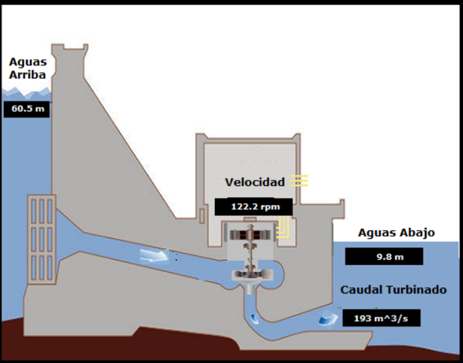 Aguas
Arriba
60.5 m
Velocidad
122.2 rpm
Aguas Abajo
9.8 m
Caudal Turbinado
193 m^3/s